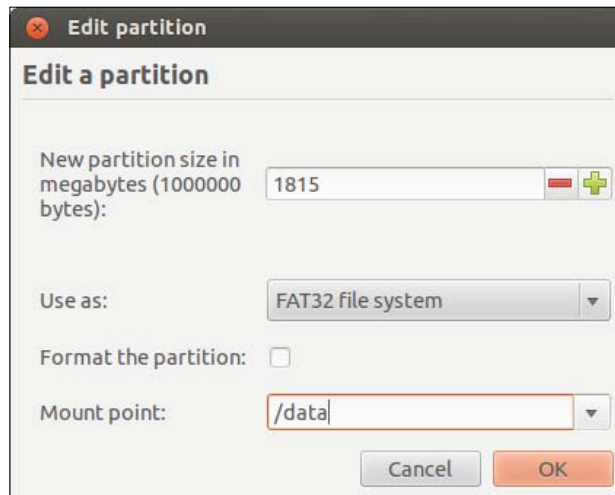 Edit partition
Edit a partition
New partition size in
megabytes (1000000
bytes):
1815
Use as:
FAT32 file system
Format the partition:
Mount point:
/data
Cancel
OK